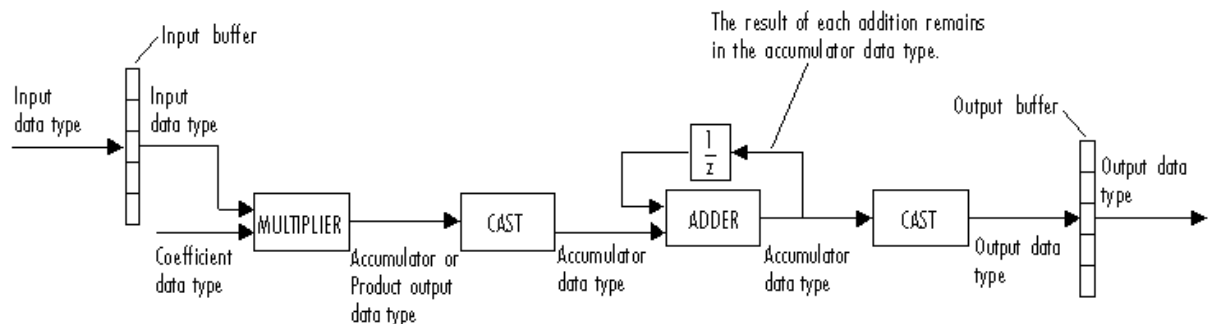 Input buffer
The result of each addition remains
in the accumulator data type.
Input
data type
Input
data type
Output buffer
1
z
Output data
type
MULTIPLIER
CAST
ADDER
CAST
Coefficient
data type
Accumulator or
Product output
data type
Accumulator
data type
Accumulator
data type
Output data
type